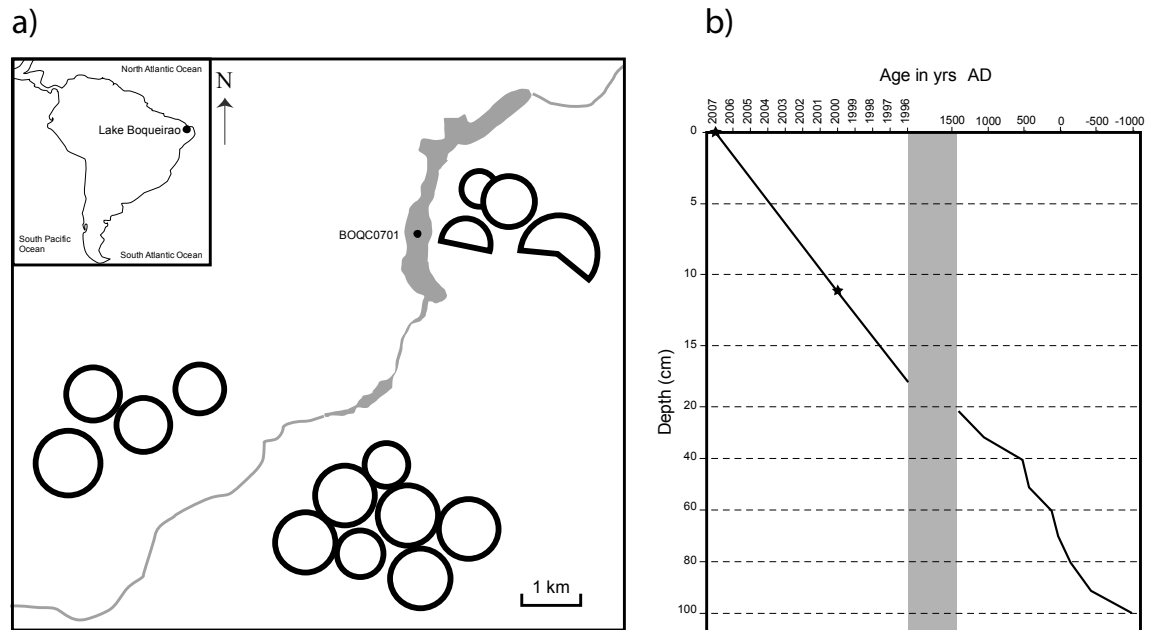 a)
North Atlantic Ocean
Lake Boqueirao
South Pacific
Ocean
South Atlantic Ocean
N
BOQC0701
1 km
b)
Age in yrs AD
2007 2006 2005 2004 2003 2002 2001 2000 1999 1998 1997 1996 1500 1000 500 0 -500 -1000
Depth (cm)
0
5
10
15
20
40
60
80
100